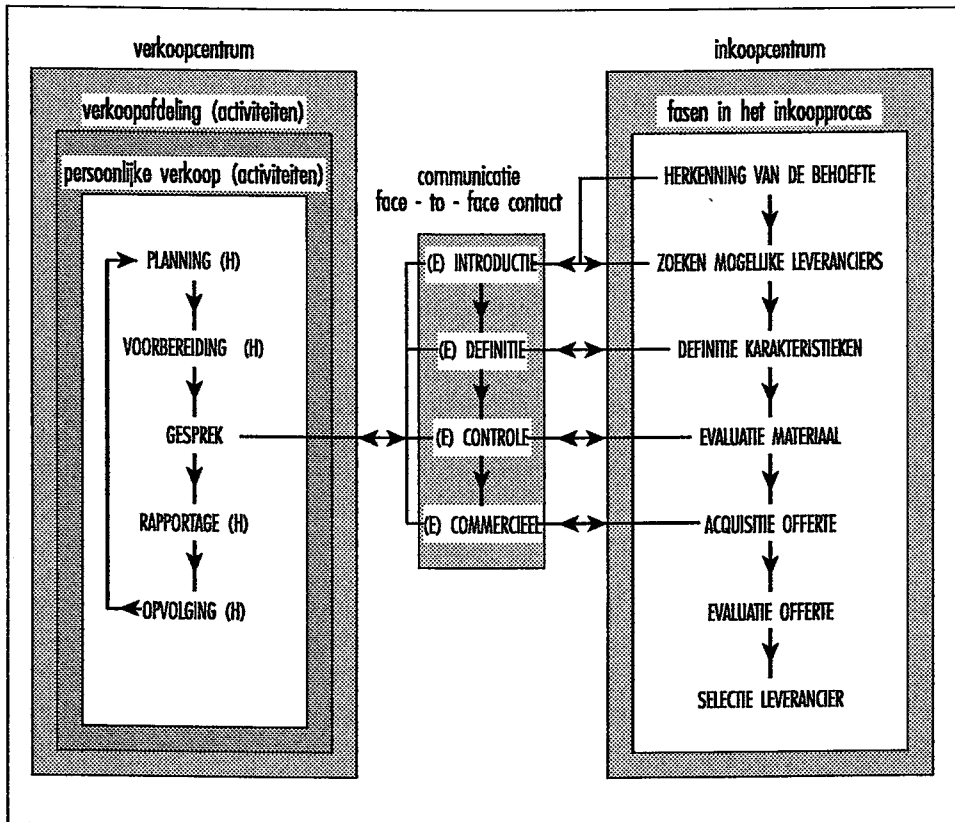 verkoopcentrum
verkoopafdeling (activiteiten)
persoonlijke verkoop (activiteiten)
PLANNING (H)
VOORBEREIDING (H)
GESPREK
RAPPORTAGE (H)
OPVOLGING (H)
communicatie
face - to - face contact
(E) INTRODUCTIE
(E) DEFINITIE
(E) CONTROLE
(E) COMMERCIEEL
inkoopcentrum
fasen in het inkoopproces
HERKENNING VAN DE BEHOEFTE
ZOEKEN MOGELIJKE LEVERANCIERS
DEFINITIE KARAKTERISTIEKEN
EVALUATIE MATERIAAL
ACQUISITIE OFFERTE
EVALUATIE OFFERTE
SELECTIE LEVERANCIER